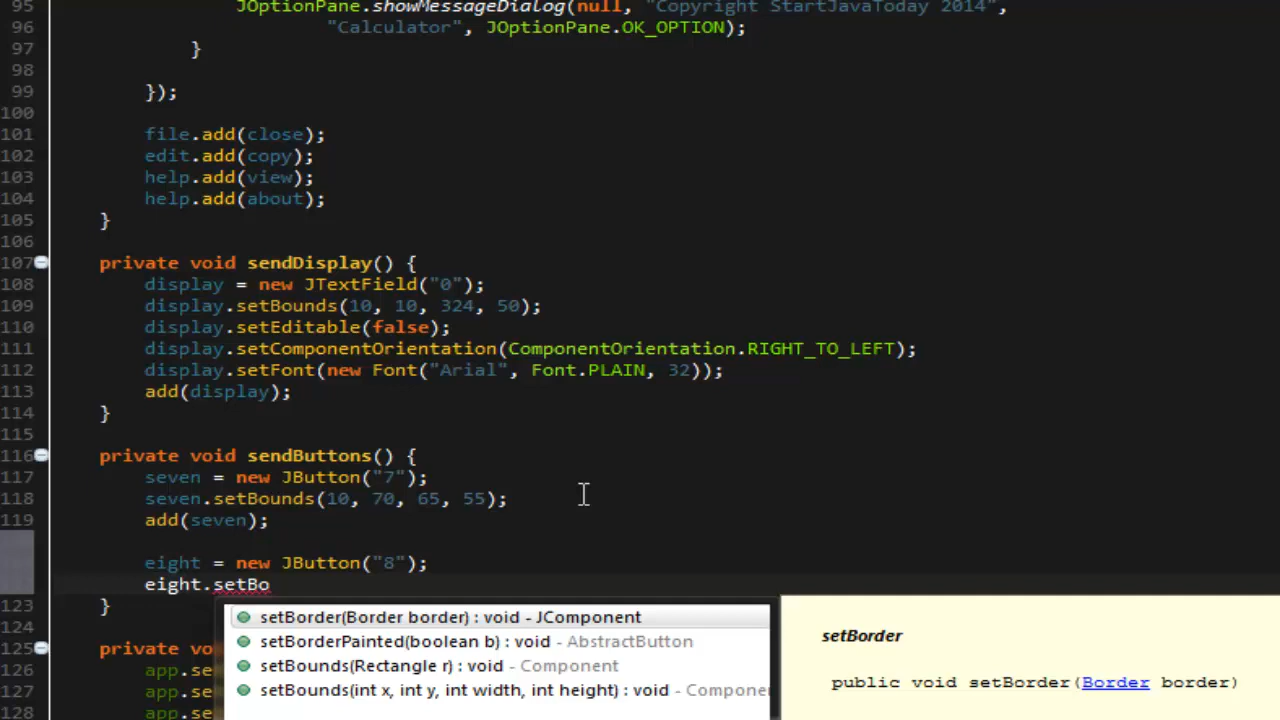 95 JOptionPane.showMessageDialog(null, "Copyright StartJavaToday 2014",
96 "Calculator", JOptionPane.OK_OPTION);
97 }
98
99 });
100
101 file.add(close);
102 edit.add(copy);
103 help.add(view);
104 help.add(about);
105 }
106
107 private void sendDisplay() {
108 display = new JTextField("0");
109 display.setBounds(10, 10, 324, 50);
110 display.setEditable(false);
111 display.setComponentOrientation(ComponentOrientation.RIGHT_TO_LEFT);
112 display.setFont(new Font("Arial", Font.PLAIN, 32));
113 add(display);
114 }
115
116 private void sendButtons() {
117 seven = new JButton("7");
118 seven.setBounds(10, 70, 65, 55);
119 add(seven);
eight = new JButton("8");
eight.setBo
123 }
124
125 private vo
126 app.se
127 app.se
128 app.se
setBorder(Border border) : void - JComponent
setBorderPainted(boolean b) : void - AbstractButton
setBounds(Rectangle r) : void - Component
setBounds(int x, int y, int width, int height) : void - Compone
setBorder
public void setBorder(Border border)